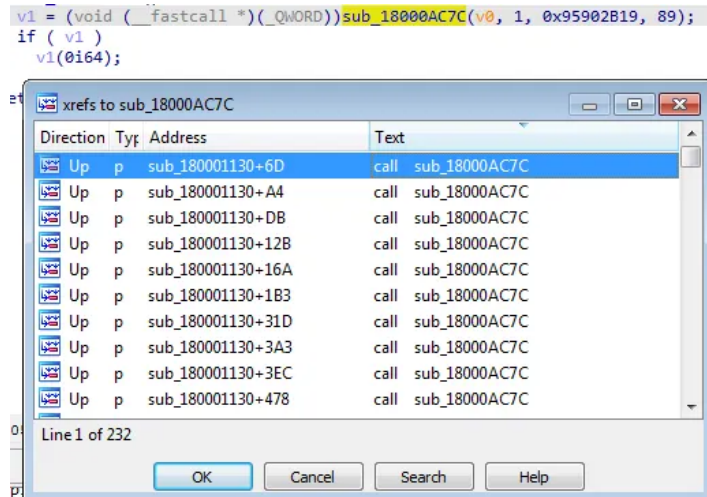 v1 = (void (__fastcall *)(_QWORD))sub_18000AC7C(v0, 1, 0x95902B19, 89);
if ( v1 )
v1(0i64);
xrefs to sub_18000AC7C
Direction Typ Address Text
Up p sub_180001130+6D call sub_18000AC7C
Up p sub_180001130+A4 call sub_18000AC7C
Up p sub_180001130+DB call sub_18000AC7C
Up p sub_180001130+12B call sub_18000AC7C
Up p sub_180001130+16A call sub_18000AC7C
Up p sub_180001130+1B3 call sub_18000AC7C
Up p sub_180001130+31D call sub_18000AC7C
Up p sub_180001130+3A3 call sub_18000AC7C
Up p sub_180001130+3EC call sub_18000AC7C
Up p sub_180001130+478 call sub_18000AC7C
Line 1 of 232
OK Cancel Search Help